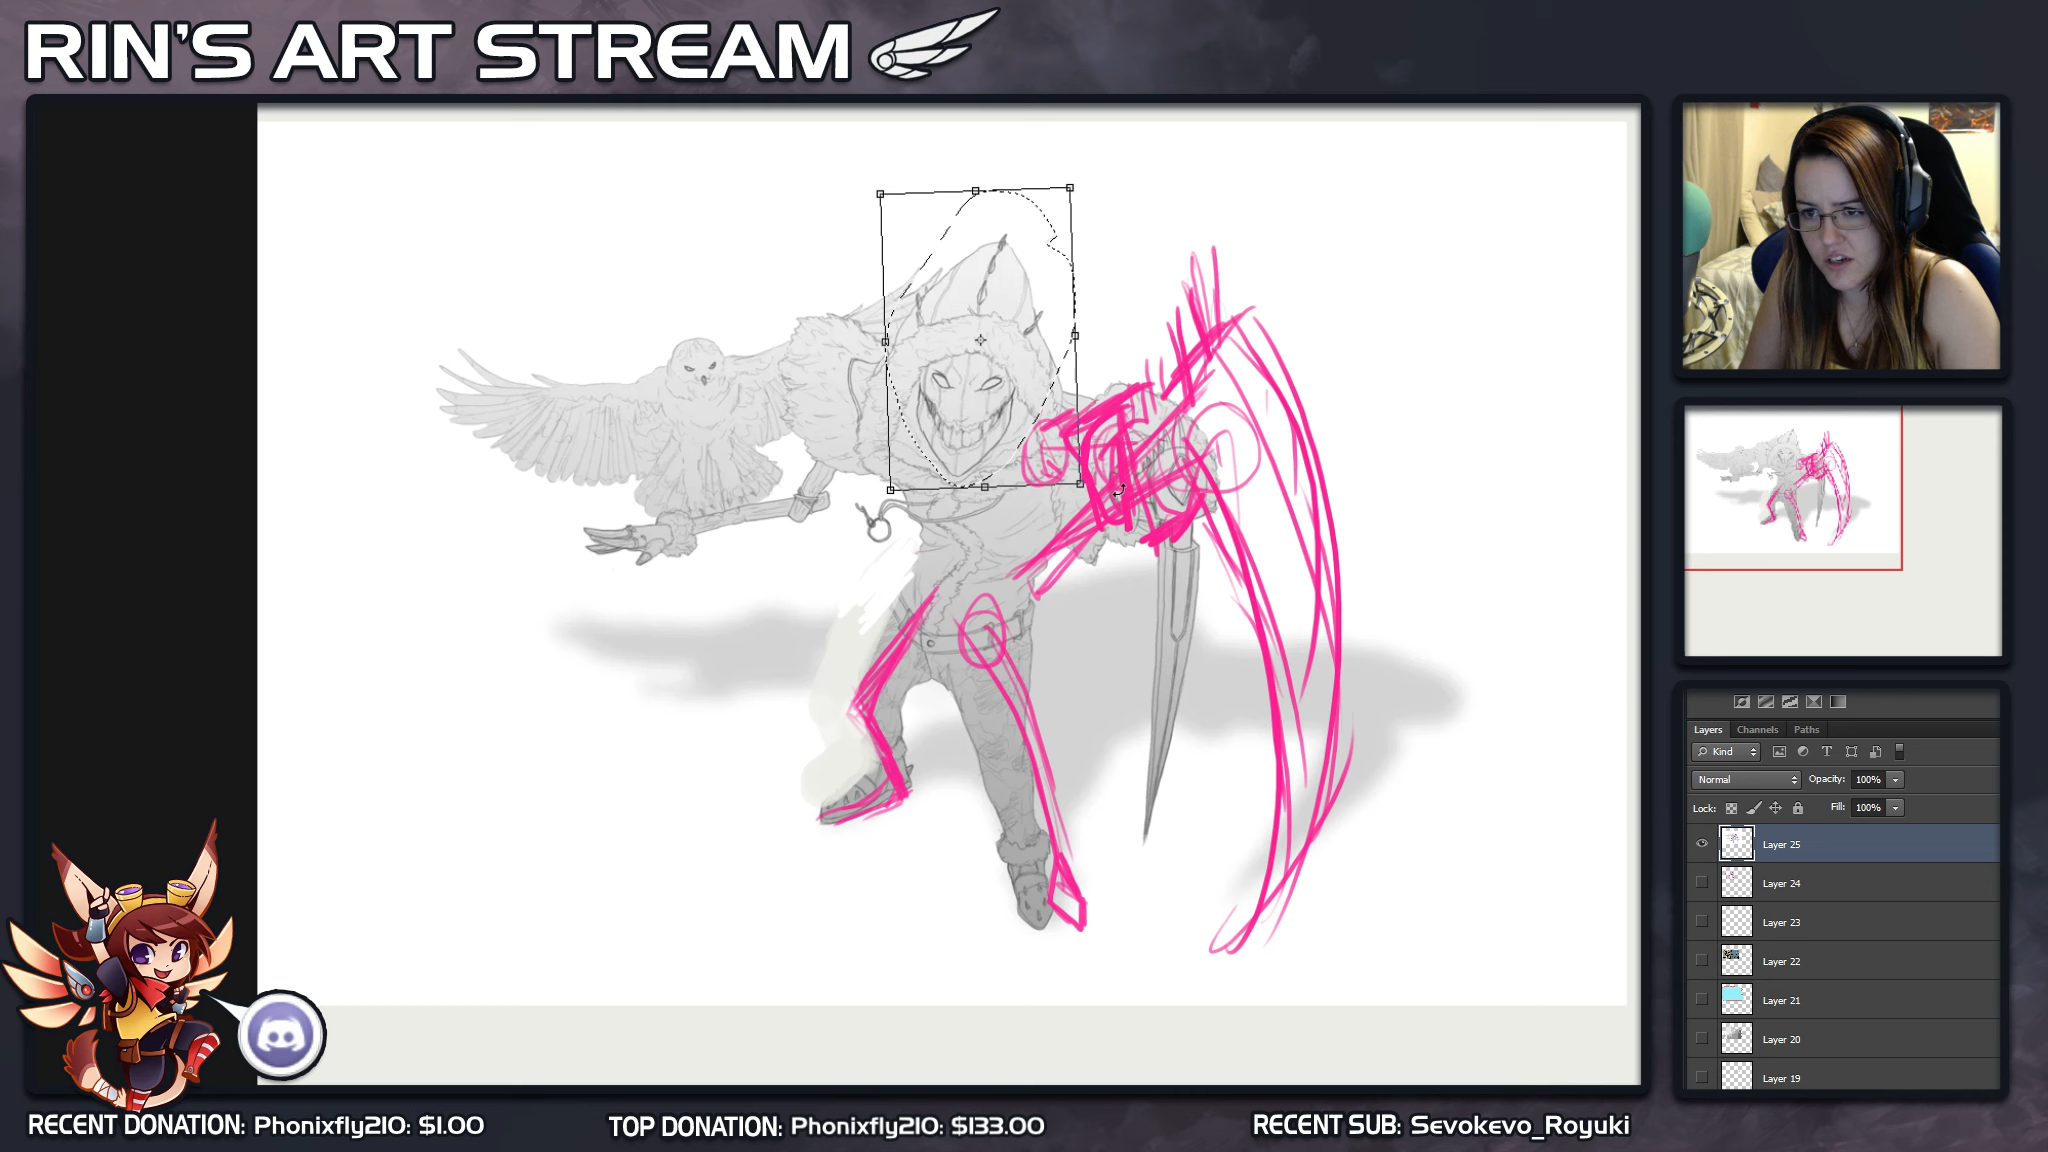 RIN'S ART STREAM
Layers Channels Paths
Kind
Normal Opacity: 100%
Lock: Fill: 100%
Layer 25
Layer 24
Layer 23
Layer 22
Layer 21
Layer 20
Layer 19
RECENT DONATION: Phonixfly210: $1.00 TOP DONATION: Phonixfly210: $133.00 RECENT SUB: Sevokevo_Royuki